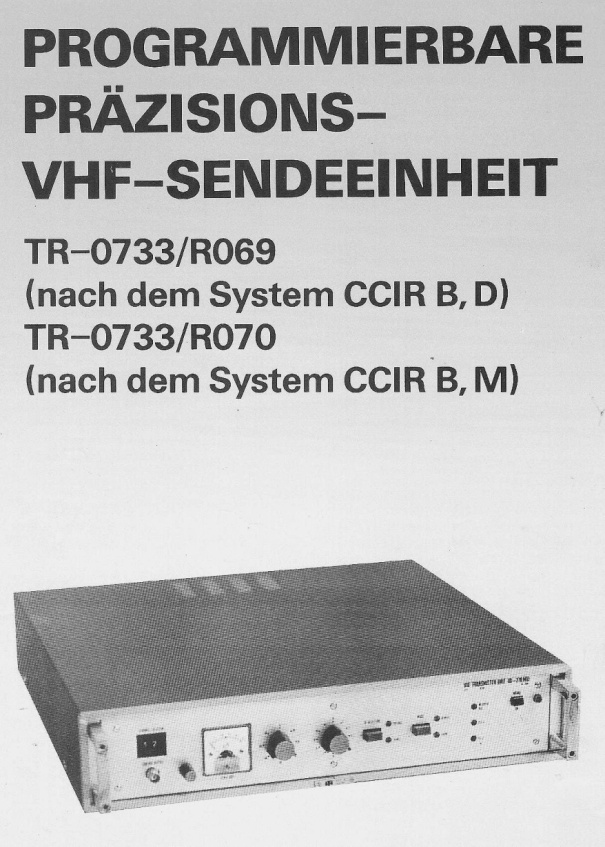 PROGRAMMIERBARE
PRÄZISIONS–
VHF–SENDEEINHEIT
TR–0733/R069
(nach dem System CCIR B, D)
TR–0733/R070
(nach dem System CCIR B, M)